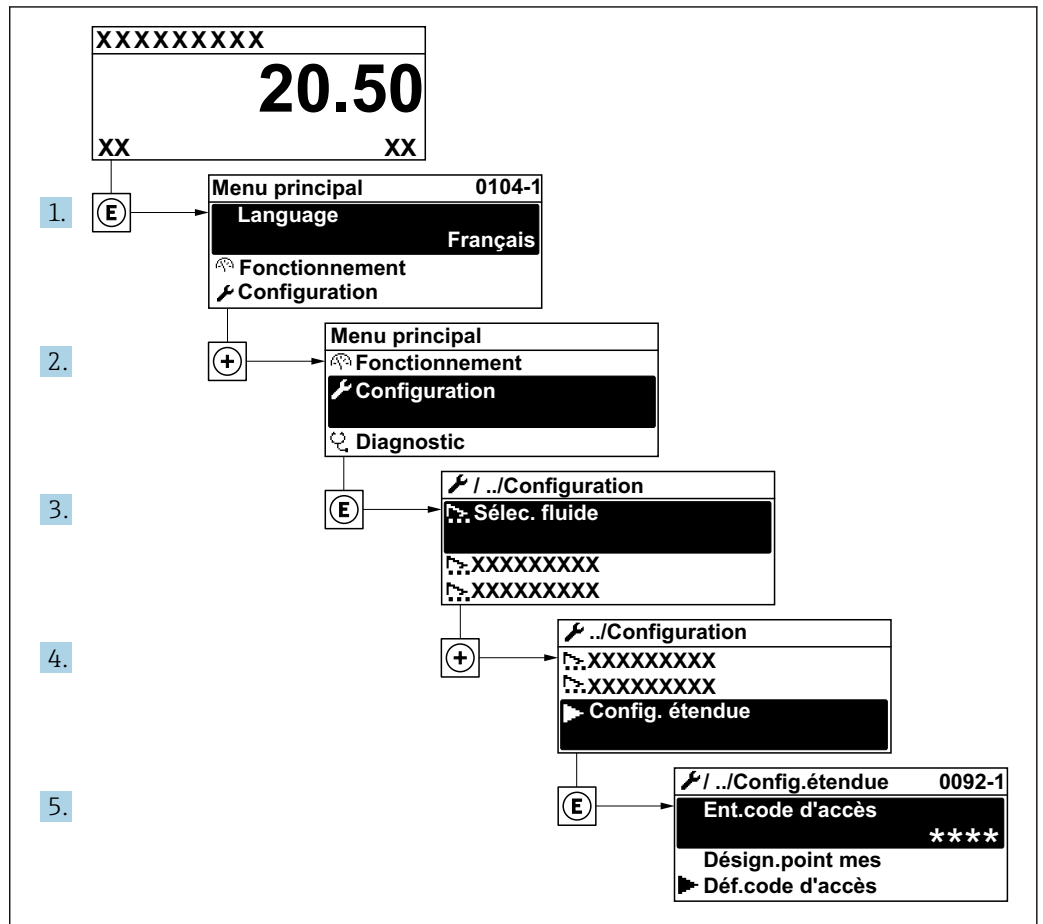 XXXXXXXXX
20.50
XX XX
1. E
Menu principal 0104-1
Language
Français
Fonctionnement
Configuration
2. +
Menu principal
Fonctionnement
Configuration
Diagnostic
3. E
/ ../Configuration
Sélec. fluide
XXXXXXXXX
XXXXXXXXX
4. +
../Configuration
XXXXXXXXX
XXXXXXXXX
Config. étendue
5. E
/ ../Config.étendue 0092-1
Ent.code d'accès
****
Désign.point mes
Déf.code d'accès